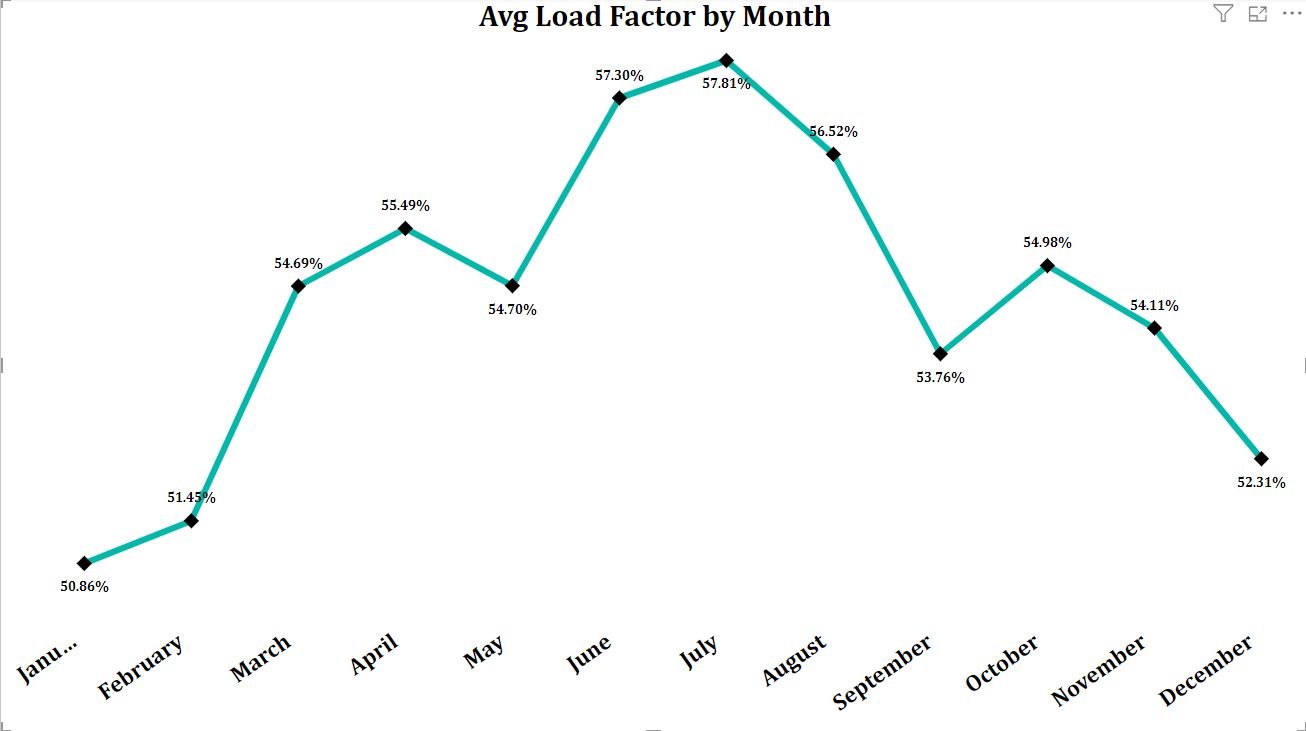 Avg Load Factor by Month
57.81%
57.30%
56.52%
55.49%
54.98%
54.69%
54.70%
54.11%
53.76%
52.31%
51.45%
50.86%
Janu...
February
March
April
May
June
July
August
September
October
November
December